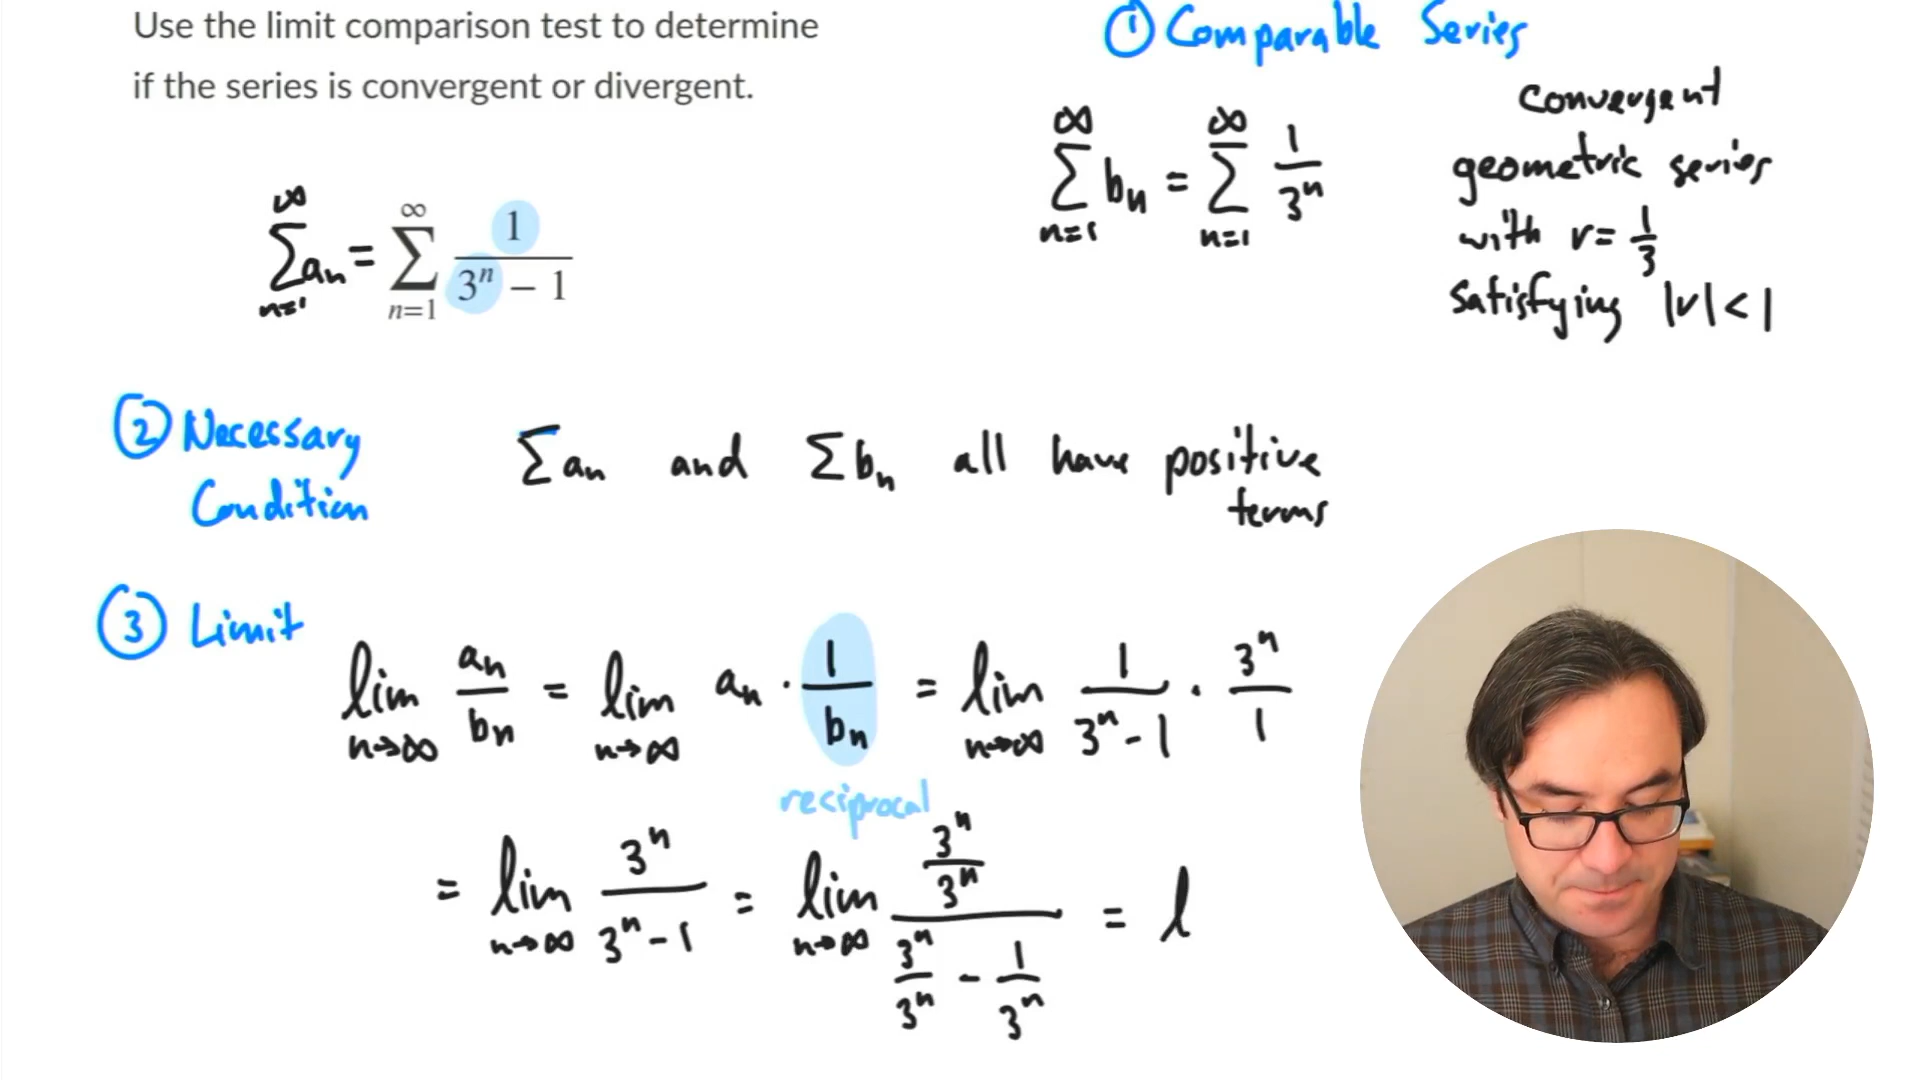 Use the limit comparison test to determine
if the series is convergent or divergent.
∞
∑ aₙ = ∑ 1/(3ⁿ − 1)
n=1 n=1
① Comparable Series
∑ bₙ = ∑ 1/3ⁿ
n=1 n=1
convergent
geometric series
with r = 1/3
satisfying |r| < 1
② Necessary
Condition
∑ aₙ and ∑ bₙ all have positive
terms
③ Limit
lim n→∞ aₙ/bₙ = lim n→∞ aₙ · 1/bₙ = lim n→∞ 1/(3ⁿ-1) · 3ⁿ/1
reciprocal
= lim n→∞ 3ⁿ/(3ⁿ-1) = lim n→∞ (3ⁿ/3ⁿ)/(3ⁿ/3ⁿ - 1/3ⁿ) = l